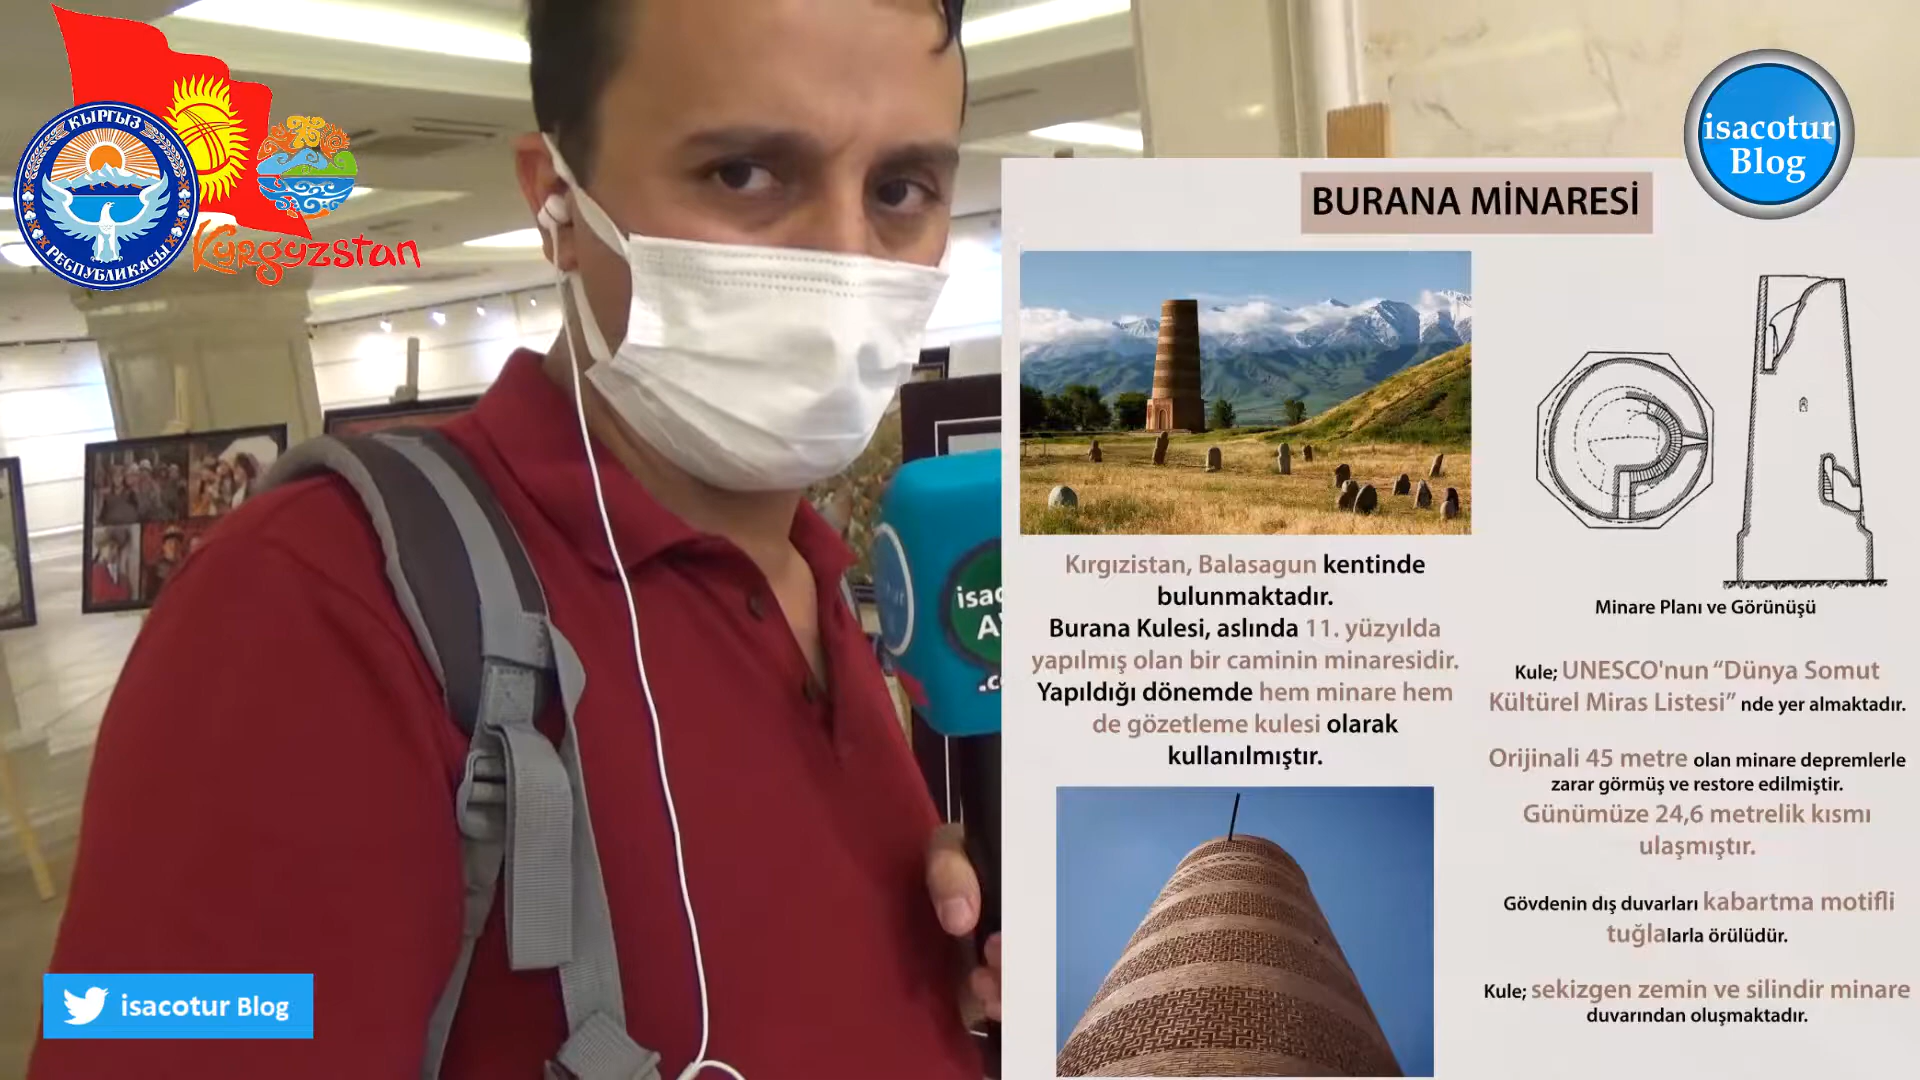 КЫРГЫЗ
РЕСПУБЛИКАСЫ
Kyrgyzstan
isacotur
Blog
BURANA MİNARESİ
Kırgızistan, Balasagun kentinde
bulunmaktadır.
Burana Kulesi, aslında 11. yüzyılda
yapılmış olan bir caminin minaresidir.
Yapıldığı dönemde hem minare hem
de gözetleme kulesi olarak
kullanılmıştır.
Minare Planı ve Görünüşü
Kule; UNESCO'nun “Dünya Somut
Kültürel Miras Listesi” nde yer almaktadır.
Orijinali 45 metre olan minare depremlerle
zarar görmüş ve restore edilmiştir.
Günümüze 24,6 metrelik kısmı
ulaşmıştır.
Gövdenin dış duvarları kabartma motifli
tuğlalarla örülüdür.
Kule; sekizgen zemin ve silindir minare
duvarından oluşmaktadır.
isacotur Blog